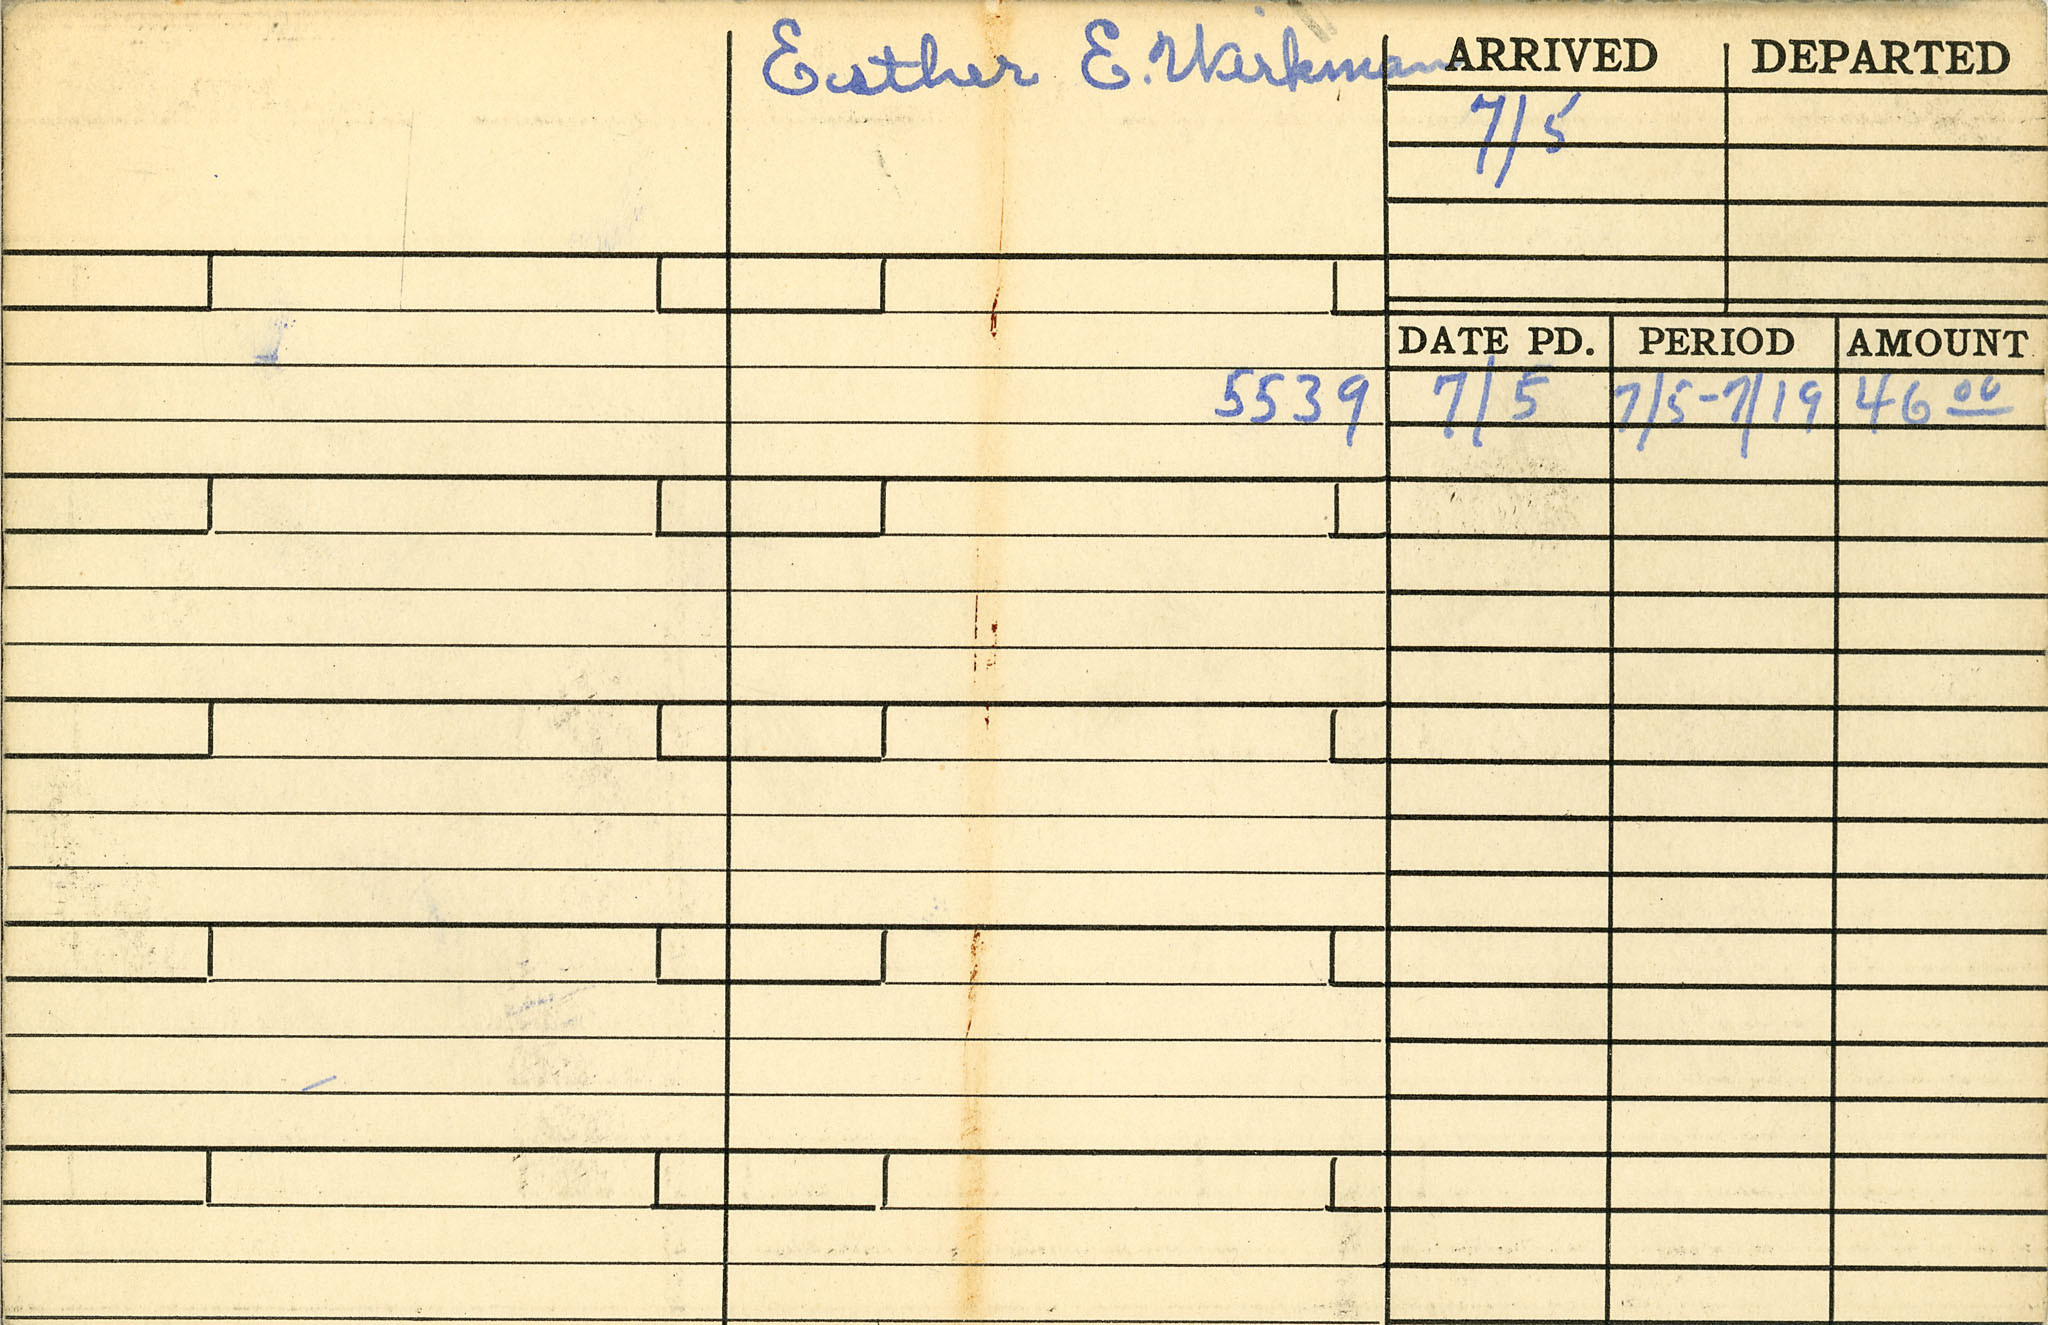 Esther E. Wirkman
ARRIVED DEPARTED
7/5
DATE PD. PERIOD AMOUNT
5539 7/5 7/5-7/19 46 00